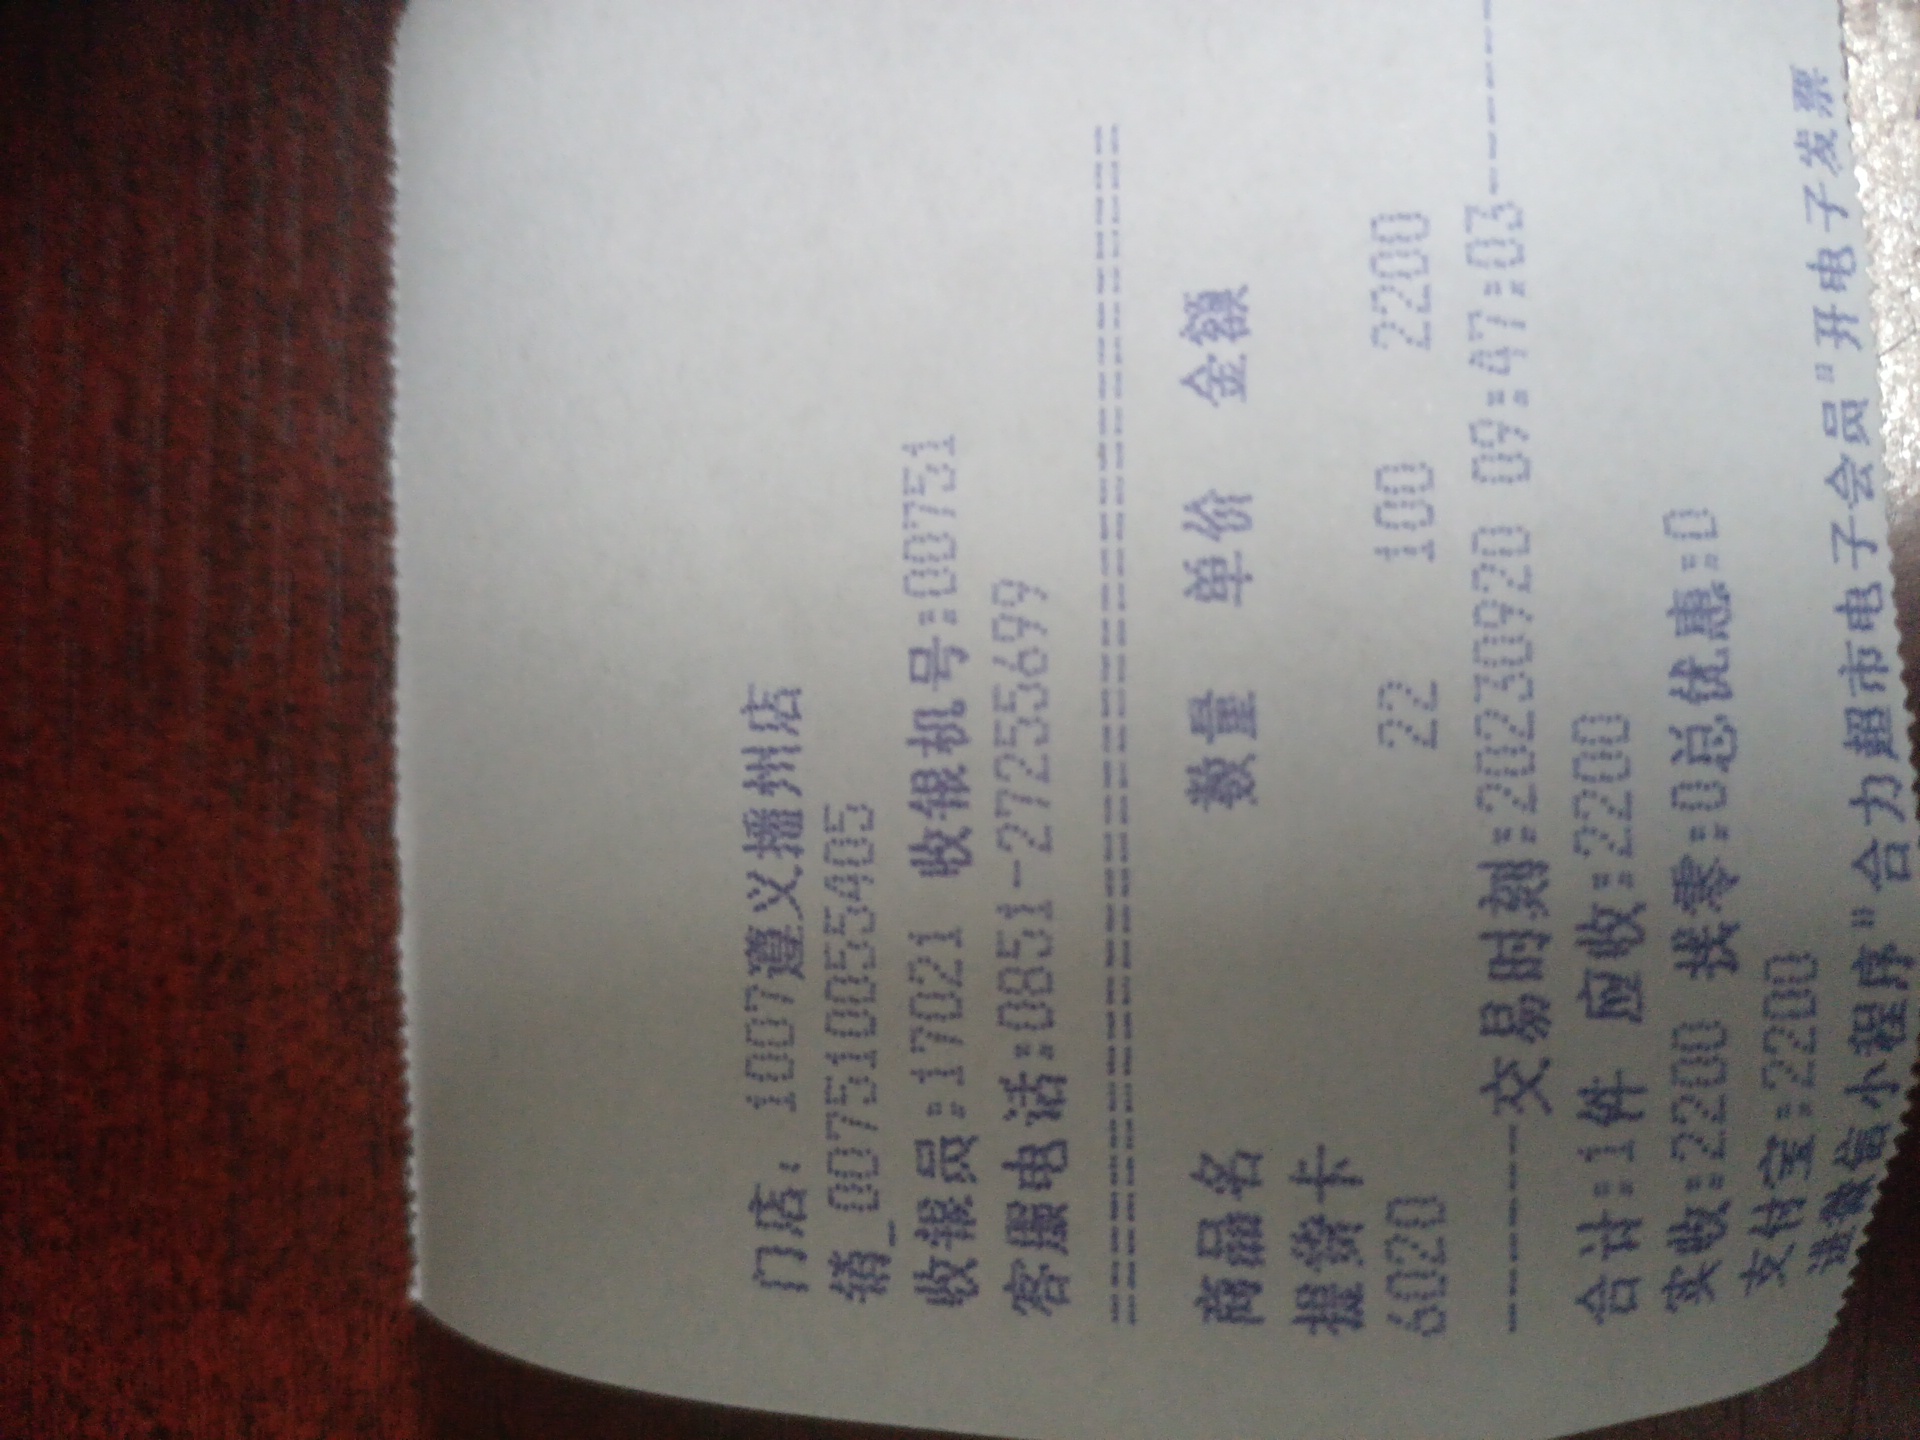 门店: 1007遵义播州店
销_007510055405
收银员:17021 收银机号:00751
客服电话:0851-27255699
========================================
商品名 数量 单价 金额
提货卡
6020 22 100 2200
--------交易时刻:20230920 09:47:03--------
合计:1件 应收:2200
实收:2200 找零:0总优惠:0
支付宝:2200
进微信小程序"合力超市电子会员"开电子发票